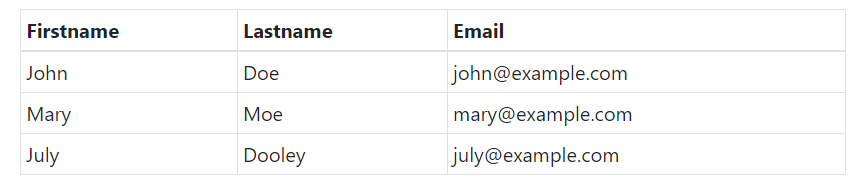 Firstname Lastname Email
John Doe john@example.com
Mary Moe mary@example.com
July Dooley july@example.com